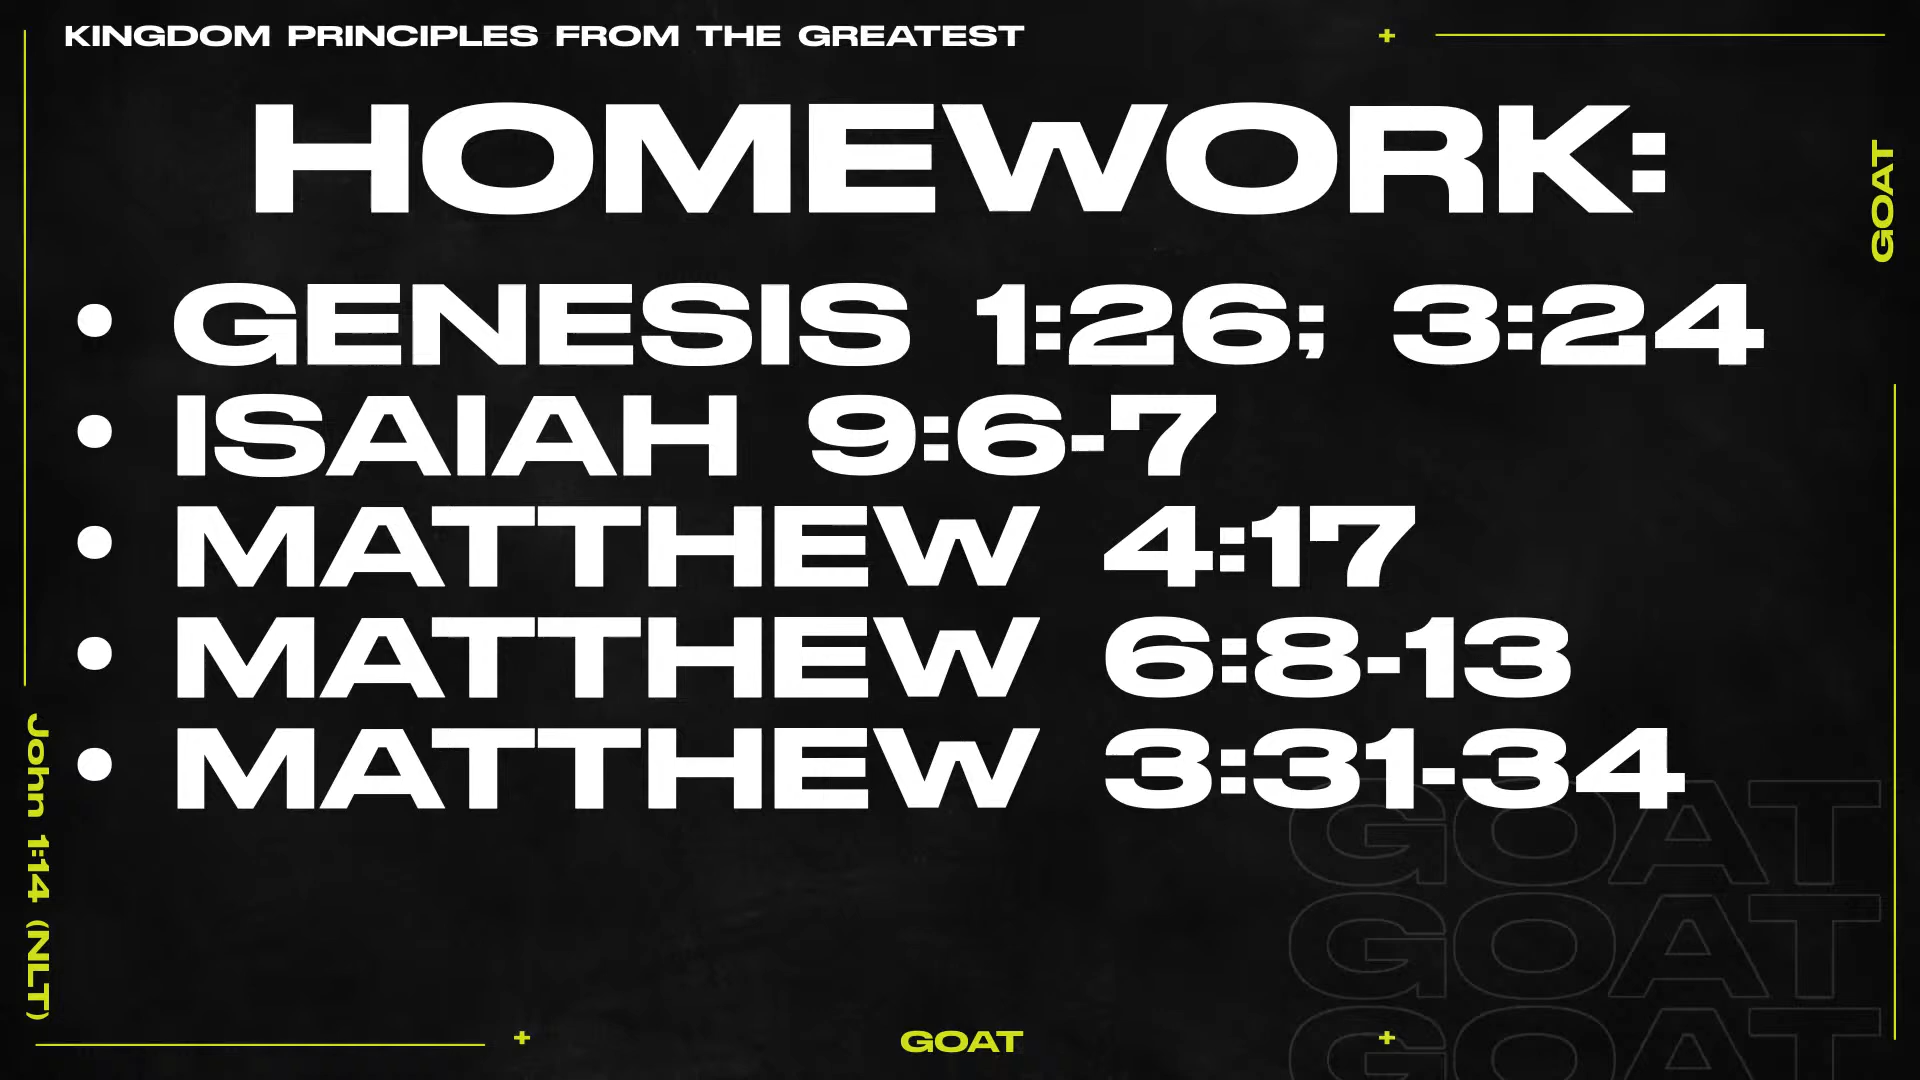 KINGDOM PRINCIPLES FROM THE GREATEST
HOMEWORK:
• GENESIS 1:26; 3:24
• ISAIAH 9:6-7
• MATTHEW 4:17
• MATTHEW 6:8-13
• MATTHEW 3:31-34
GOAT
John 1:14 (NLT)
GOAT
GOAT
GOAT
GOAT